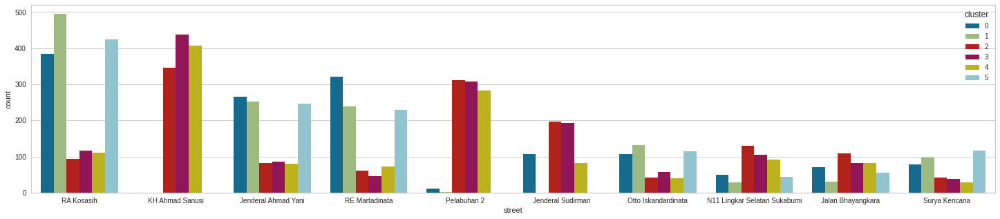 500
400
300
200
100
0
count
RA Kosasih
KH Ahmad Sanusi
Jenderal Ahmad Yani
RE Martadinata
Pelabuhan 2
Jenderal Sudirman
Otto Iskandardinata
N11 Lingkar Selatan Sukabumi
Jalan Bhayangkara
Surya Kencana
street
cluster
0
1
2
3
4
5